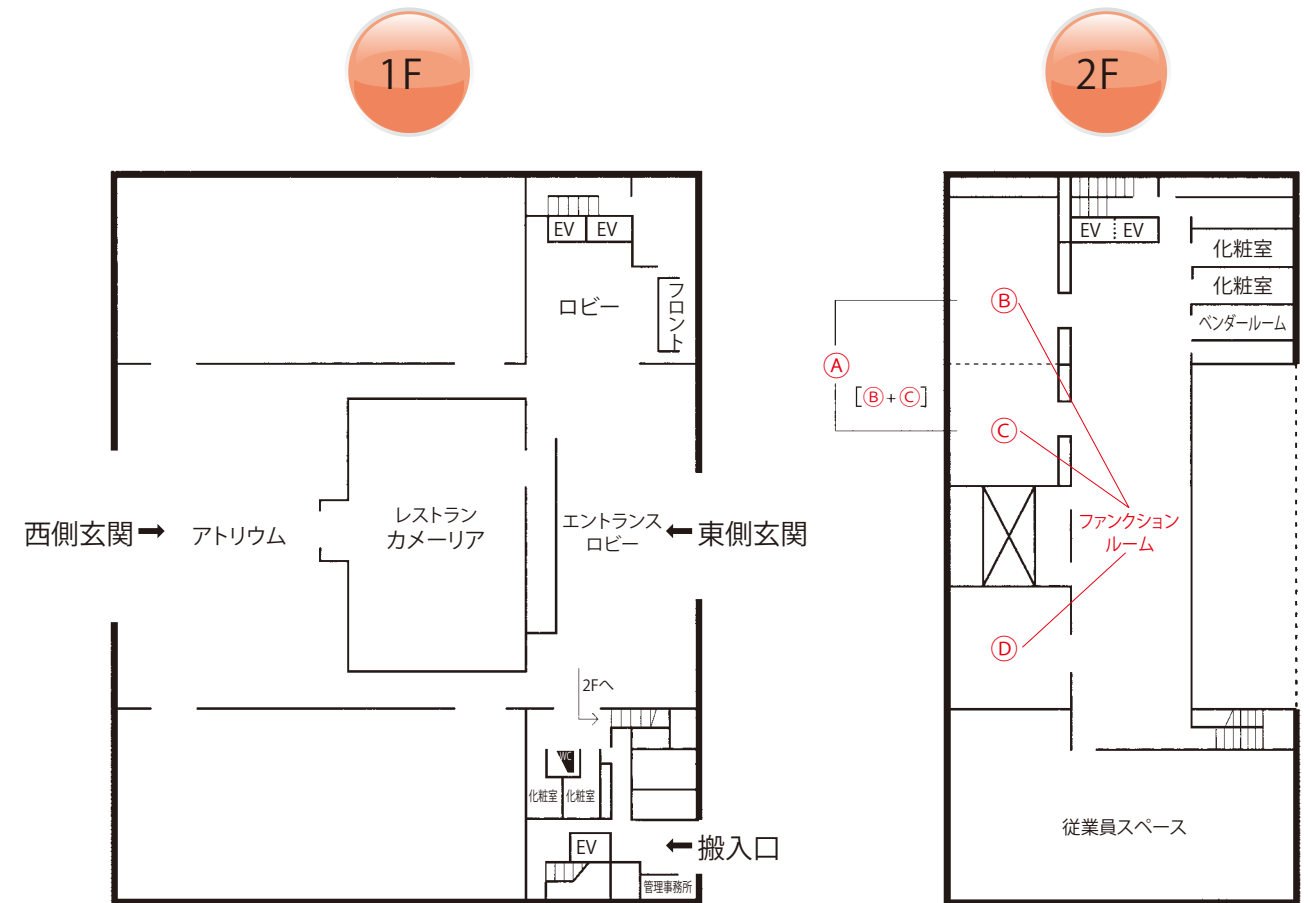 1F
EV
EV
ロビー
フロント
西側玄関➡
アトリウム
レストラン
カメーリア
エントランス
ロビー
⬅東側玄関
2Fへ
WC
化粧室
化粧室
EV
⬅搬入口
管理事務所
2F
EV
EV
化粧室
化粧室
ベンダールーム
Ⓑ
Ⓐ
[Ⓑ+Ⓒ]
Ⓒ
ファンクション
ルーム
Ⓓ
従業員スペース